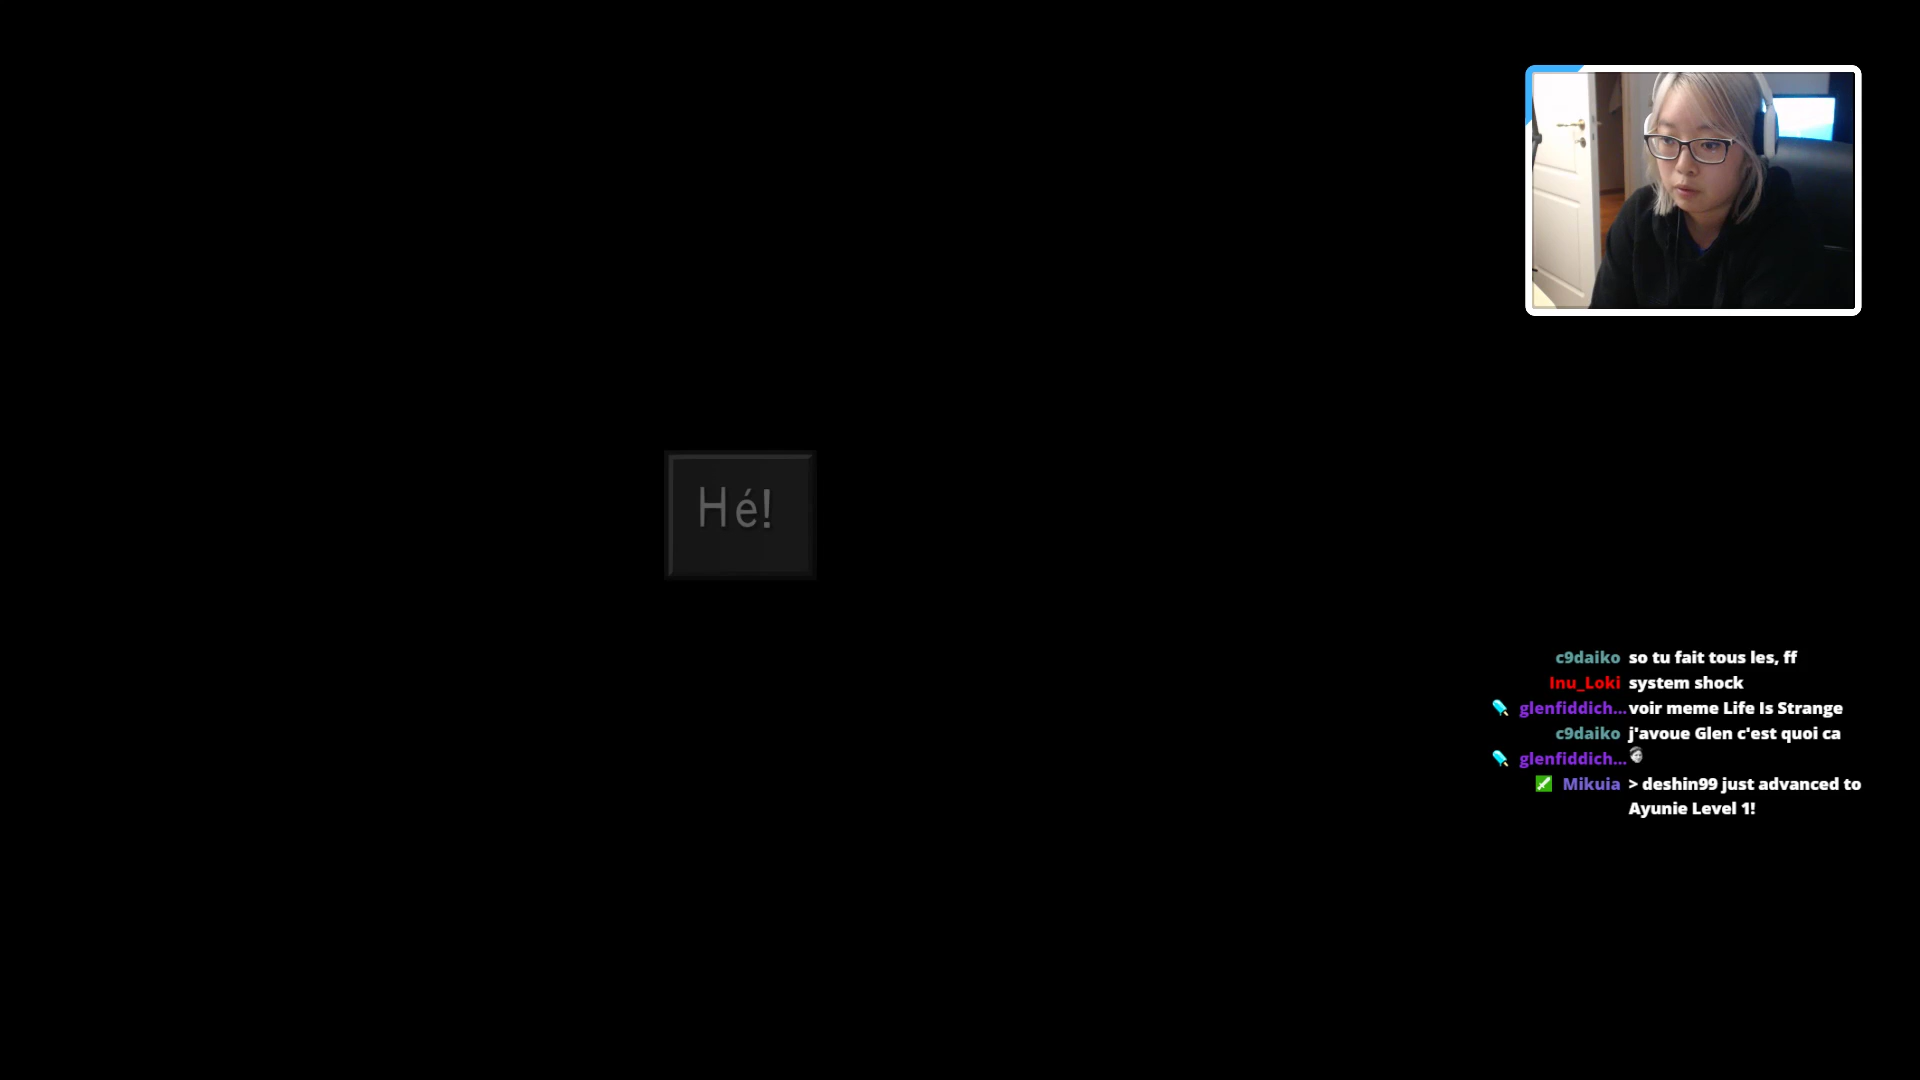 Hé!
c9daiko so tu fait tous les, ff
Inu_Loki system shock
glenfiddich... voir meme Life Is Strange
c9daiko j'avoue Glen c'est quoi ca
glenfiddich...
Mikuia > deshin99 just advanced to
Ayunie Level 1!